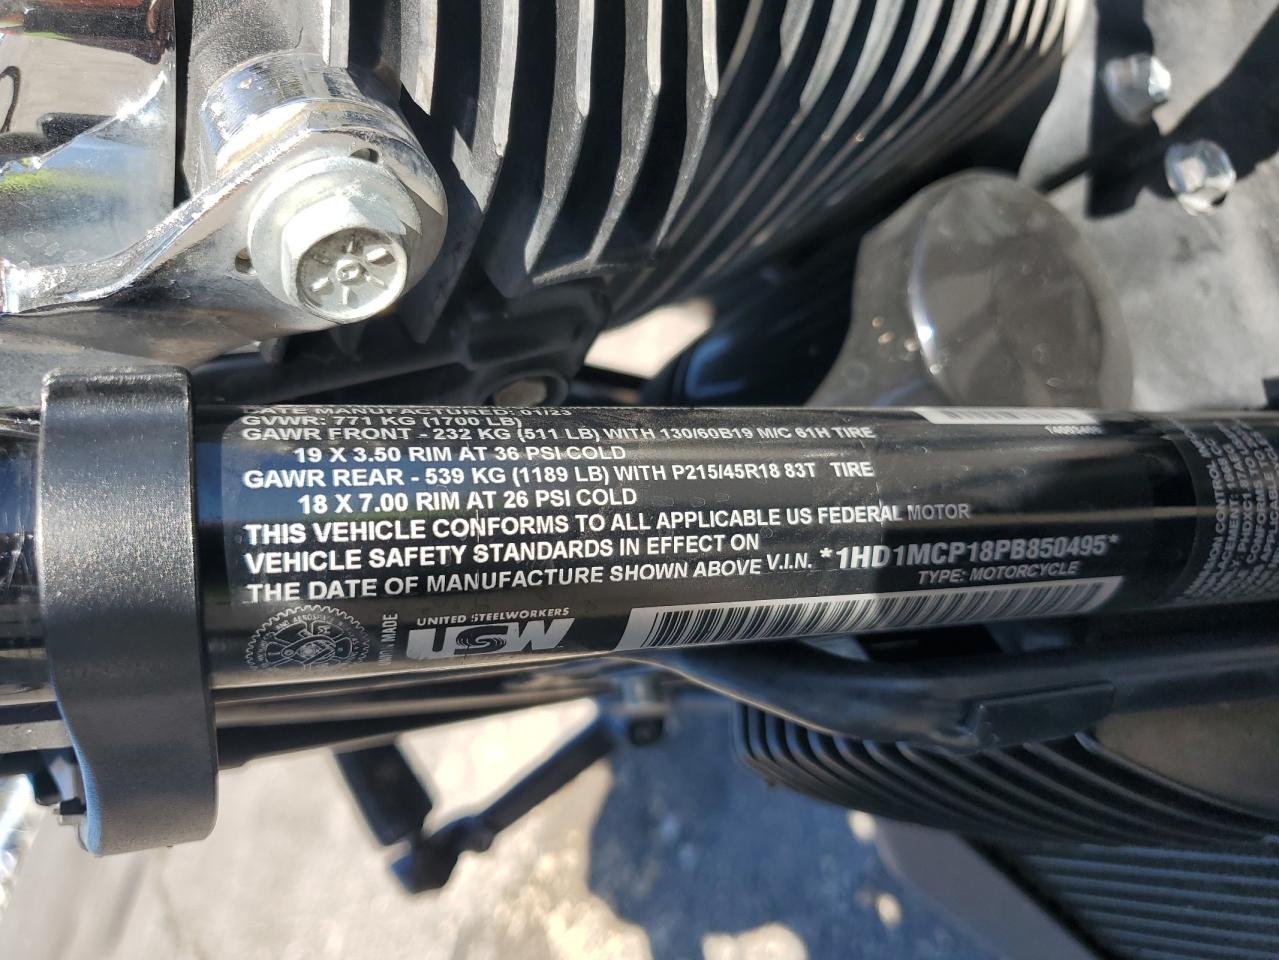 DATE MANUFACTURED: 01/23
GVWR: 771 KG (1700 LB)
GAWR FRONT - 232 KG (511 LB) WITH 130/60B19 M/C 61H TIRE
19 X 3.50 RIM AT 36 PSI COLD
GAWR REAR - 539 KG (1189 LB) WITH P215/45R18 83T TIRE
18 X 7.00 RIM AT 26 PSI COLD
THIS VEHICLE CONFORMS TO ALL APPLICABLE US FEDERAL MOTOR
VEHICLE SAFETY STANDARDS IN EFFECT ON
THE DATE OF MANUFACTURE SHOWN ABOVE V.I.N. *1HD1MCP18PB850495*
TYPE: MOTORCYCLE
MADE
UNITED STEELWORKERS
USW